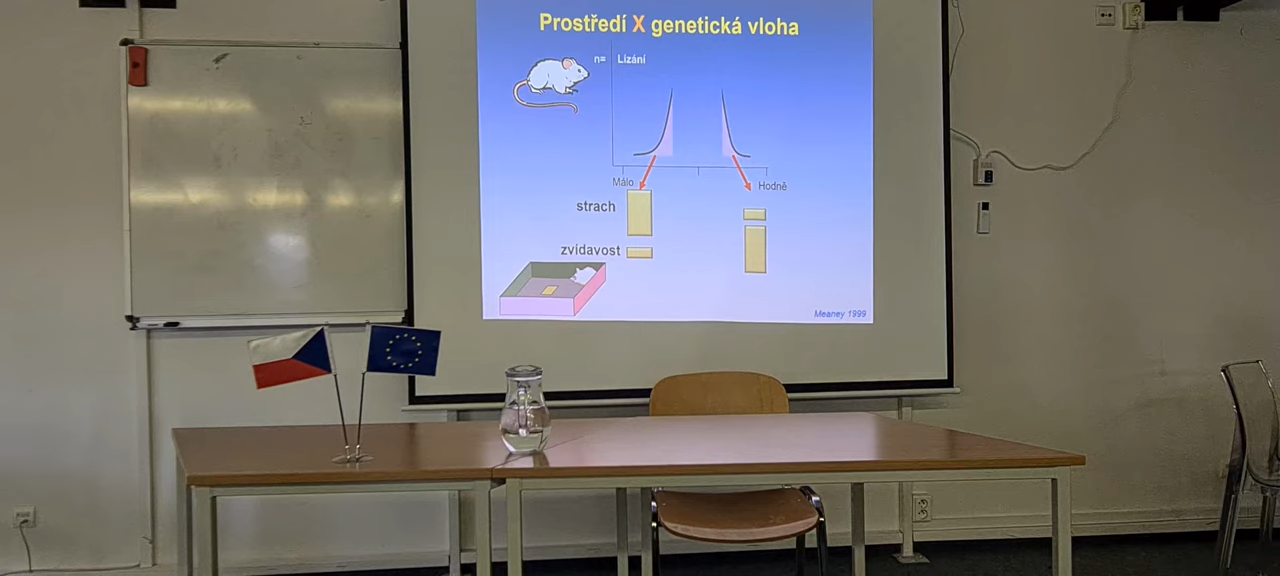 Prostředí X genetická vloha
n= Lízání
Málo
Hodně
strach
zvídavost
Meaney 1999